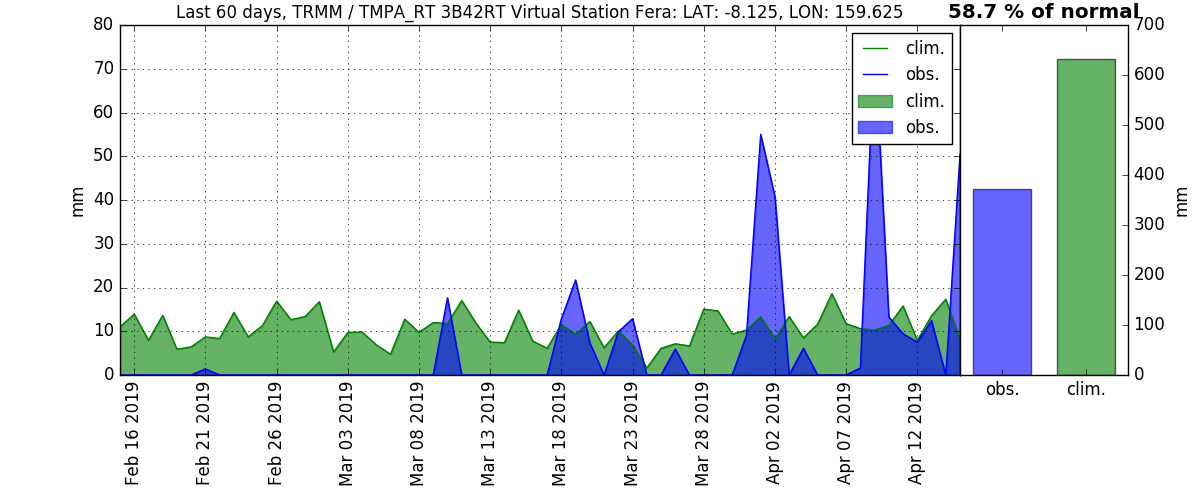 Last 60 days, TRMM / TMPA_RT 3B42RT Virtual Station Fera: LAT: -8.125, LON: 159.625
58.7 % of normal
80
70
60
50
40
30
20
10
0
mm
clim.
obs.
clim.
obs.
700
600
500
400
300
200
100
0
mm
obs.
clim.
Feb 16 2019
Feb 21 2019
Feb 26 2019
Mar 03 2019
Mar 08 2019
Mar 13 2019
Mar 18 2019
Mar 23 2019
Mar 28 2019
Apr 02 2019
Apr 07 2019
Apr 12 2019